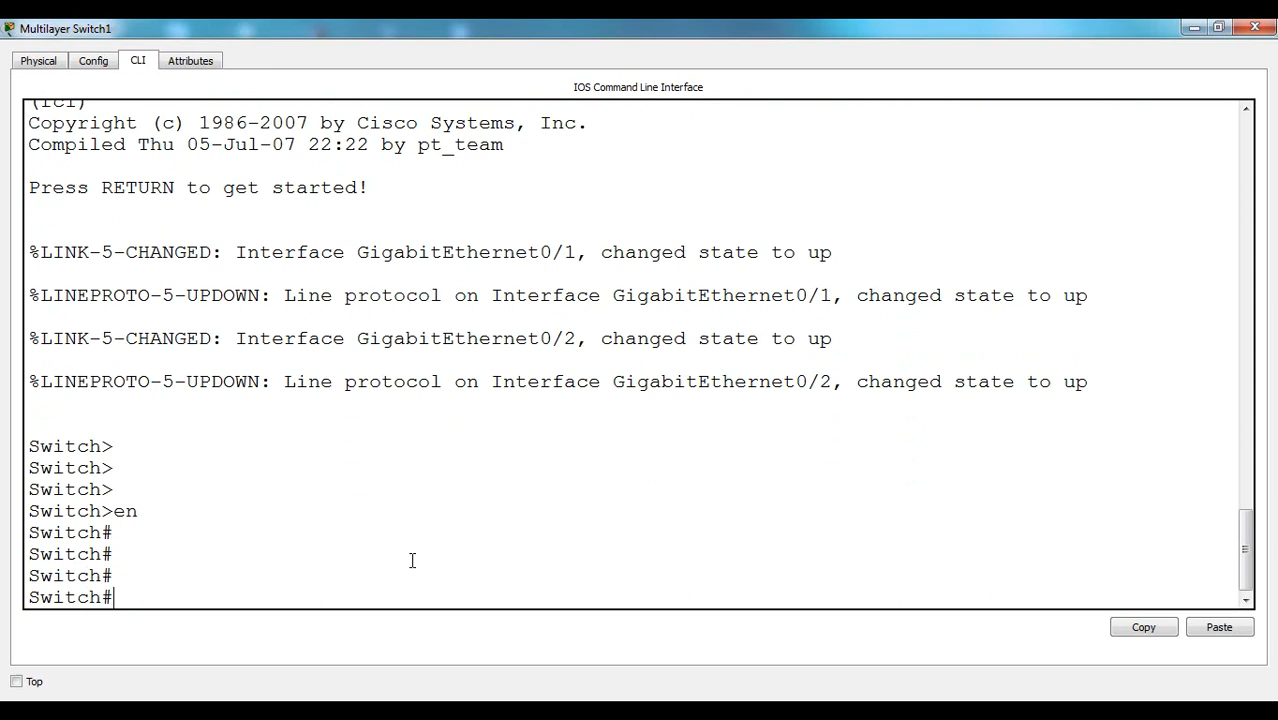 Multilayer Switch1
Physical Config CLI Attributes
IOS Command Line Interface
(fc1)
Copyright (c) 1986-2007 by Cisco Systems, Inc.
Compiled Thu 05-Jul-07 22:22 by pt_team
Press RETURN to get started!
%LINK-5-CHANGED: Interface GigabitEthernet0/1, changed state to up
%LINEPROTO-5-UPDOWN: Line protocol on Interface GigabitEthernet0/1, changed state to up
%LINK-5-CHANGED: Interface GigabitEthernet0/2, changed state to up
%LINEPROTO-5-UPDOWN: Line protocol on Interface GigabitEthernet0/2, changed state to up
Switch>
Switch>
Switch>
Switch>en
Switch#
Switch#
Switch#
Switch#
Copy Paste
Top